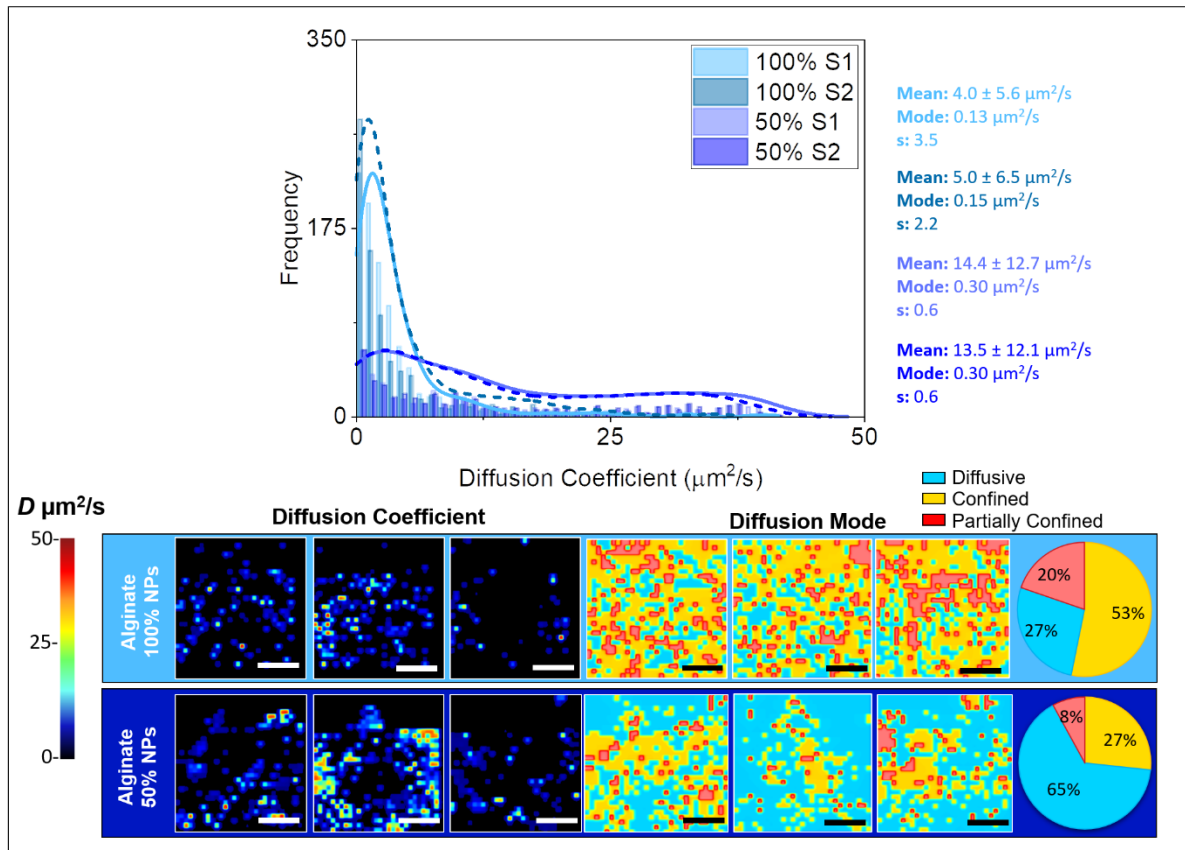 350
175
0
Frequency
0
25
50
Diffusion Coefficient (μm²/s)
100% S1
100% S2
50% S1
50% S2
Mean: 4.0 ± 5.6 μm²/s
Mode: 0.13 μm²/s
s: 3.5
Mean: 5.0 ± 6.5 μm²/s
Mode: 0.15 μm²/s
s: 2.2
Mean: 14.4 ± 12.7 μm²/s
Mode: 0.30 μm²/s
s: 0.6
Mean: 13.5 ± 12.1 μm²/s
Mode: 0.30 μm²/s
s: 0.6
Diffusive
Confined
Partially Confined
D μm²/s
50-
25-
0-
Diffusion Coefficient
Diffusion Mode
Alginate
100% NPs
20%
53%
27%
Alginate
50% NPs
8%
27%
65%